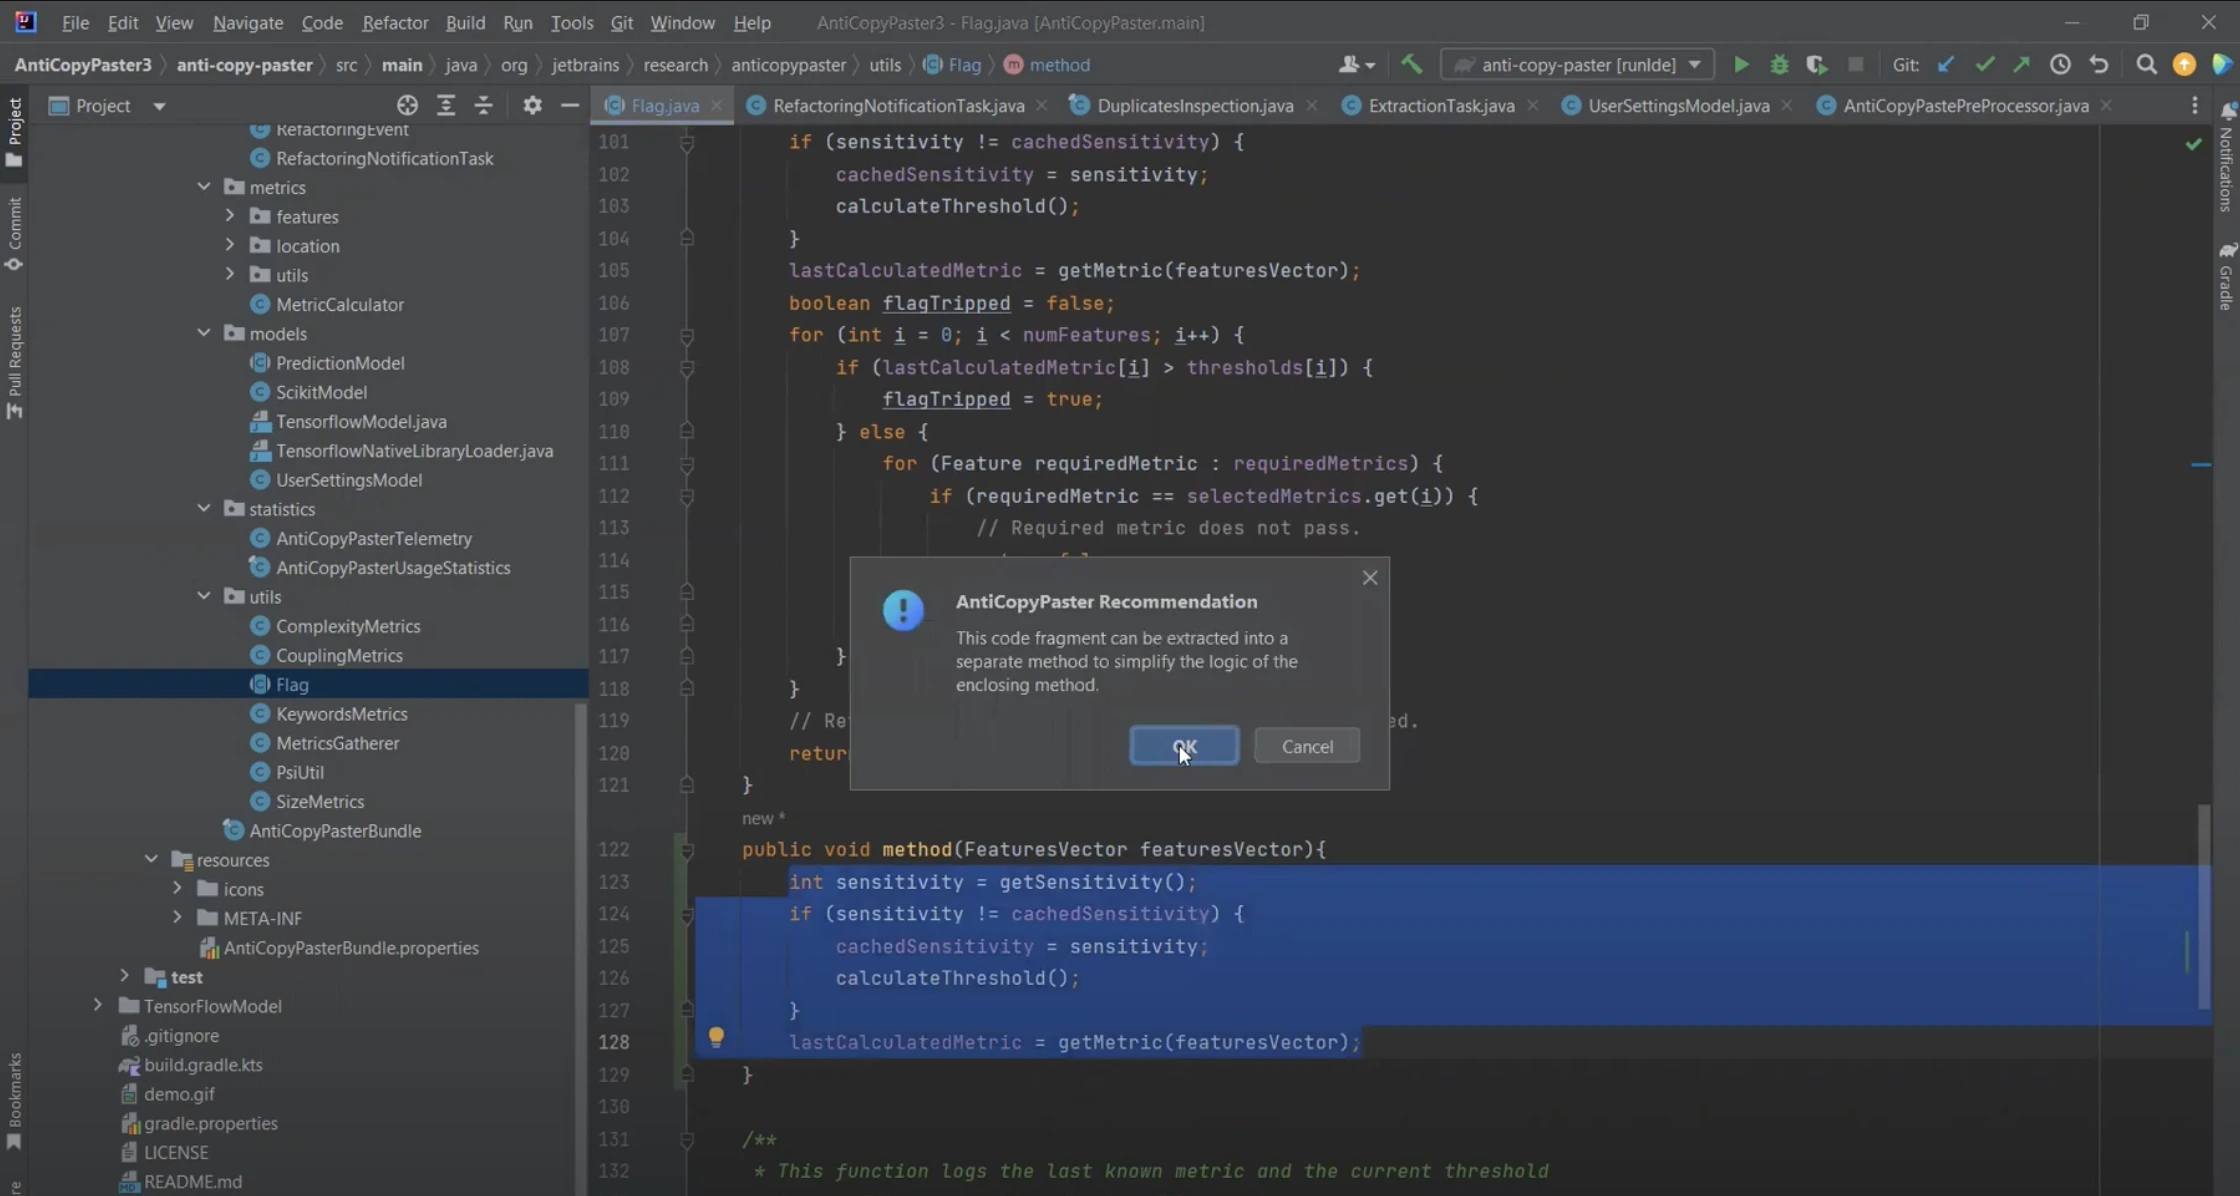 File Edit View Navigate Code Refactor Build Run Tools Git Window Help AntiCopyPaster3 - Flag.java [AntiCopyPaster.main]
AntiCopyPaster3 anti-copy-paster src main java org jetbrains research anticopypaster utils Flag method anti-copy-paster [runIde] Git:
Project
Flag.java RefactoringNotificationTask.java DuplicatesInspection.java ExtractionTask.java UserSettingsModel.java AntiCopyPastePreProcessor.java
Project
Commit
Pull Requests
Bookmarks
RefactoringEvent
RefactoringNotificationTask
metrics
features
location
utils
MetricCalculator
models
PredictionModel
ScikitModel
TensorflowModel.java
TensorflowNativeLibraryLoader.java
UserSettingsModel
statistics
AntiCopyPasterTelemetry
AntiCopyPasterUsageStatistics
utils
ComplexityMetrics
CouplingMetrics
Flag
KeywordsMetrics
MetricsGatherer
PsiUtil
SizeMetrics
AntiCopyPasterBundle
resources
icons
META-INF
AntiCopyPasterBundle.properties
test
TensorFlowModel
.gitignore
build.gradle.kts
demo.gif
gradle.properties
LICENSE
README.md
101 if (sensitivity != cachedSensitivity) {
102 cachedSensitivity = sensitivity;
103 calculateThreshold();
104 }
105 lastCalculatedMetric = getMetric(featuresVector);
106 boolean flagTripped = false;
107 for (int i = 0; i < numFeatures; i++) {
108 if (lastCalculatedMetric[i] > thresholds[i]) {
109 flagTripped = true;
110 } else {
111 for (Feature requiredMetric : requiredMetrics) {
112 if (requiredMetric == selectedMetrics.get(i)) {
113 // Required metric does not pass.
114
115
116
117 }
118 }
119 // Re ed.
120 retur
121 }
new *
122 public void method(FeaturesVector featuresVector){
123 int sensitivity = getSensitivity();
124 if (sensitivity != cachedSensitivity) {
125 cachedSensitivity = sensitivity;
126 calculateThreshold();
127 }
128 lastCalculatedMetric = getMetric(featuresVector);
129 }
130
131 /**
132 * This function logs the last known metric and the current threshold
AntiCopyPaster Recommendation
This code fragment can be extracted into a
separate method to simplify the logic of the
enclosing method.
OK Cancel
Notifications
Gradle